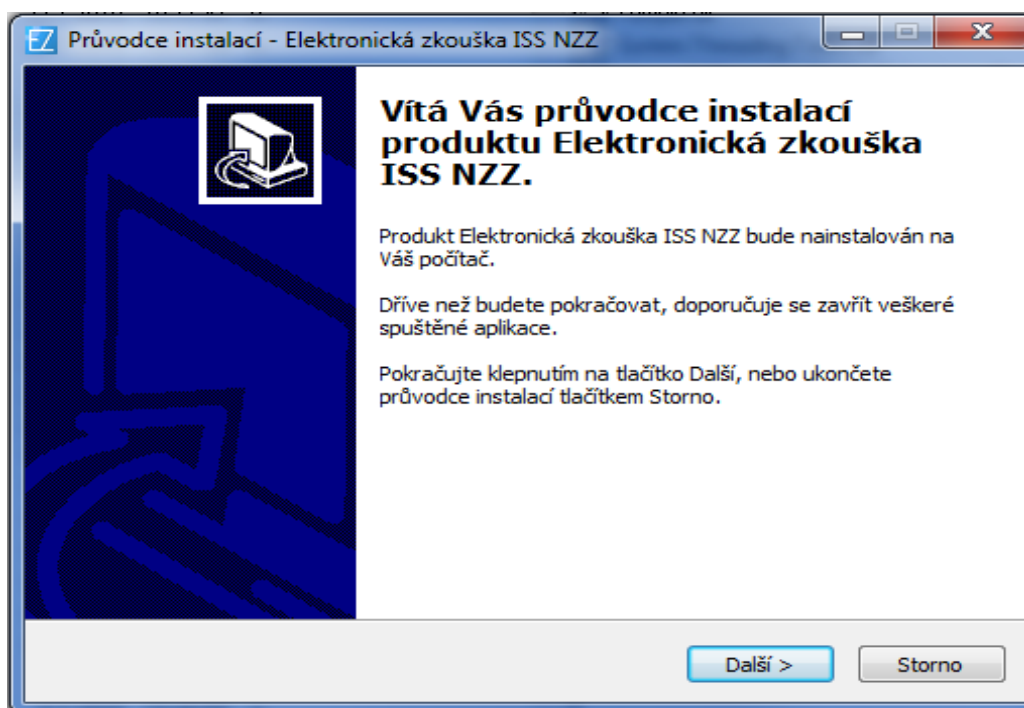 EZ Průvodce instalací - Elektronická zkouška ISS NZZ
Vítá Vás průvodce instalací
produktu Elektronická zkouška
ISS NZZ.
Produkt Elektronická zkouška ISS NZZ bude nainstalován na
Váš počítač.
Dříve než budete pokračovat, doporučuje se zavřít veškeré
spuštěné aplikace.
Pokračujte klepnutím na tlačítko Další, nebo ukončete
průvodce instalací tlačítkem Storno.
Další >
Storno